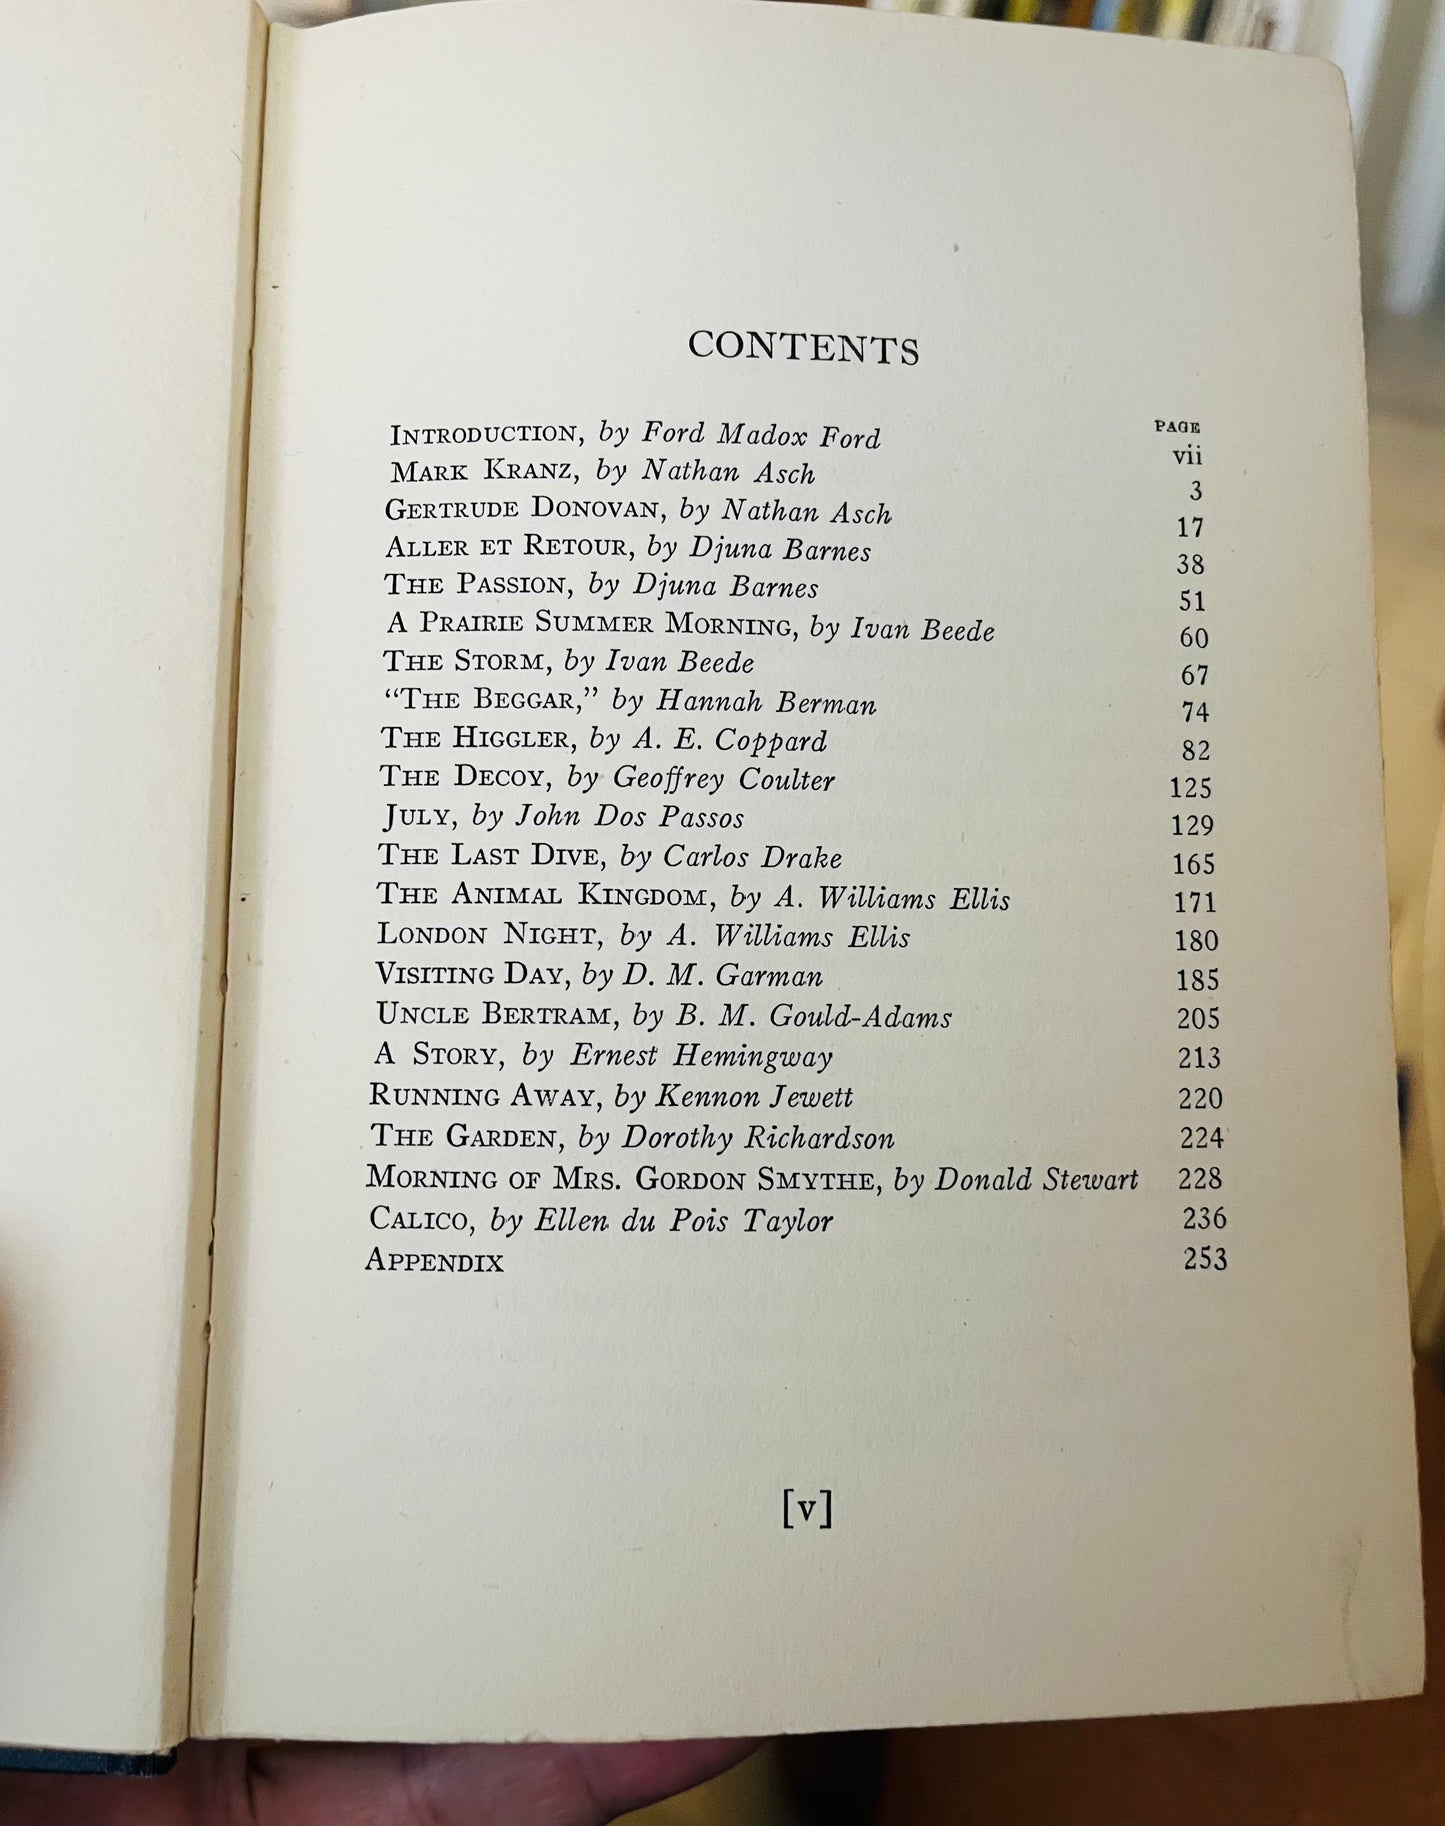 CONTENTS
PAGE
INTRODUCTION, by Ford Madox Ford vii
MARK KRANZ, by Nathan Asch 3
GERTRUDE DONOVAN, by Nathan Asch 17
ALLER ET RETOUR, by Djuna Barnes 38
THE PASSION, by Djuna Barnes 51
A PRAIRIE SUMMER MORNING, by Ivan Beede 60
THE STORM, by Ivan Beede 67
“THE BEGGAR,” by Hannah Berman 74
THE HIGGLER, by A. E. Coppard 82
THE DECOY, by Geoffrey Coulter 125
JULY, by John Dos Passos 129
THE LAST DIVE, by Carlos Drake 165
THE ANIMAL KINGDOM, by A. Williams Ellis 171
LONDON NIGHT, by A. Williams Ellis 180
VISITING DAY, by D. M. Garman 185
UNCLE BERTRAM, by B. M. Gould-Adams 205
A STORY, by Ernest Hemingway 213
RUNNING AWAY, by Kennon Jewett 220
THE GARDEN, by Dorothy Richardson 224
MORNING OF MRS. GORDON SMYTHE, by Donald Stewart 228
CALICO, by Ellen du Pois Taylor 236
APPENDIX 253
[v]